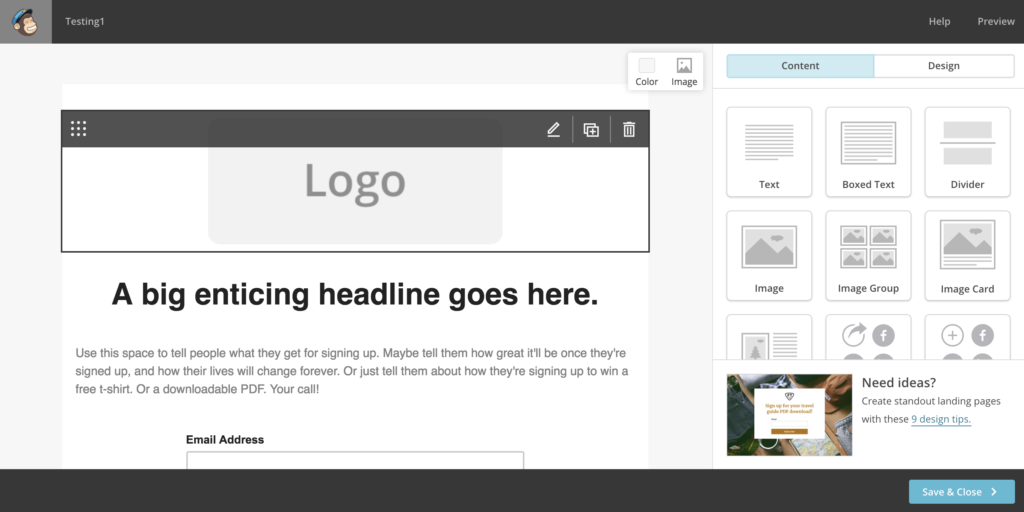 Testing1
Help
Preview
Color
Image
Content
Design
Logo
Text
Boxed Text
Divider
A big enticing headline goes here.
Image
Image Group
Image Card
Use this space to tell people what they get for signing up. Maybe tell them how great it'll be once they're
signed up, and how their lives will change forever. Or just tell them about how they're signing up to win a
free t-shirt. Or a downloadable PDF. Your call!
Email Address
Need ideas?
Create standout landing pages
with these 9 design tips.
Sign up for your travel
guide PDF download!
Save & Close